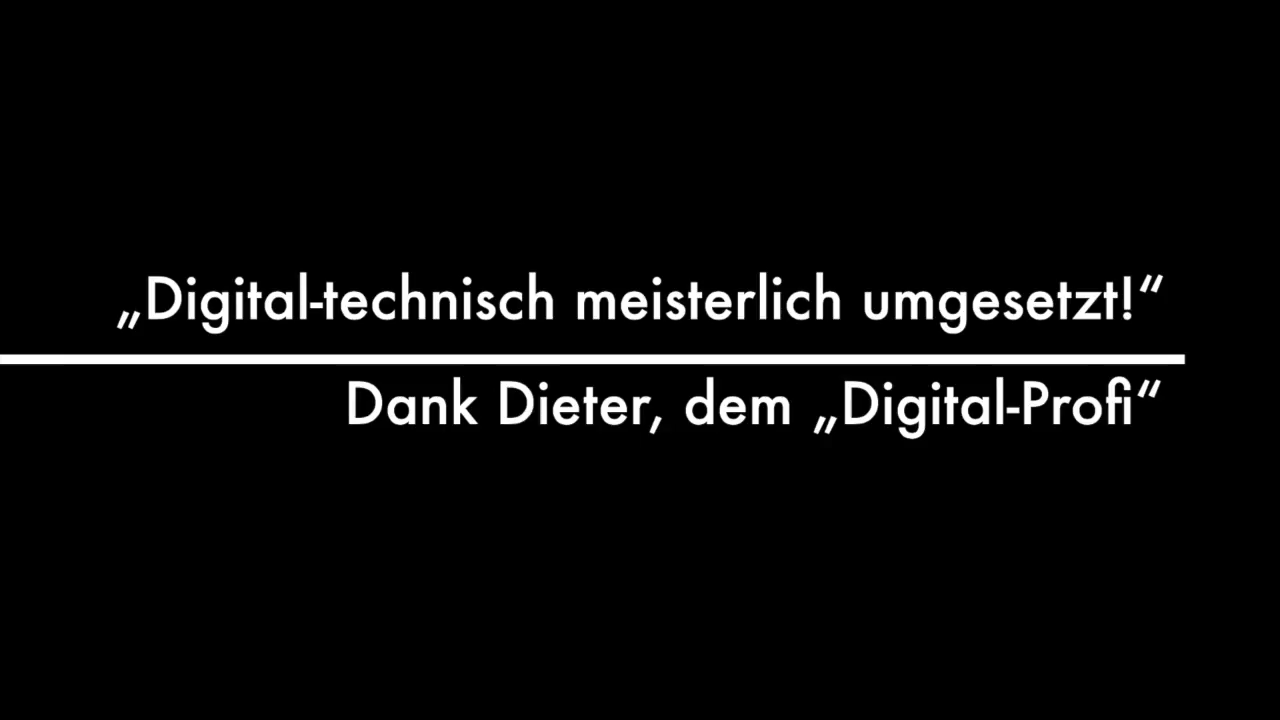 „Digital-technisch meisterlich umgesetzt!“
Dank Dieter, dem „Digital-Profi“